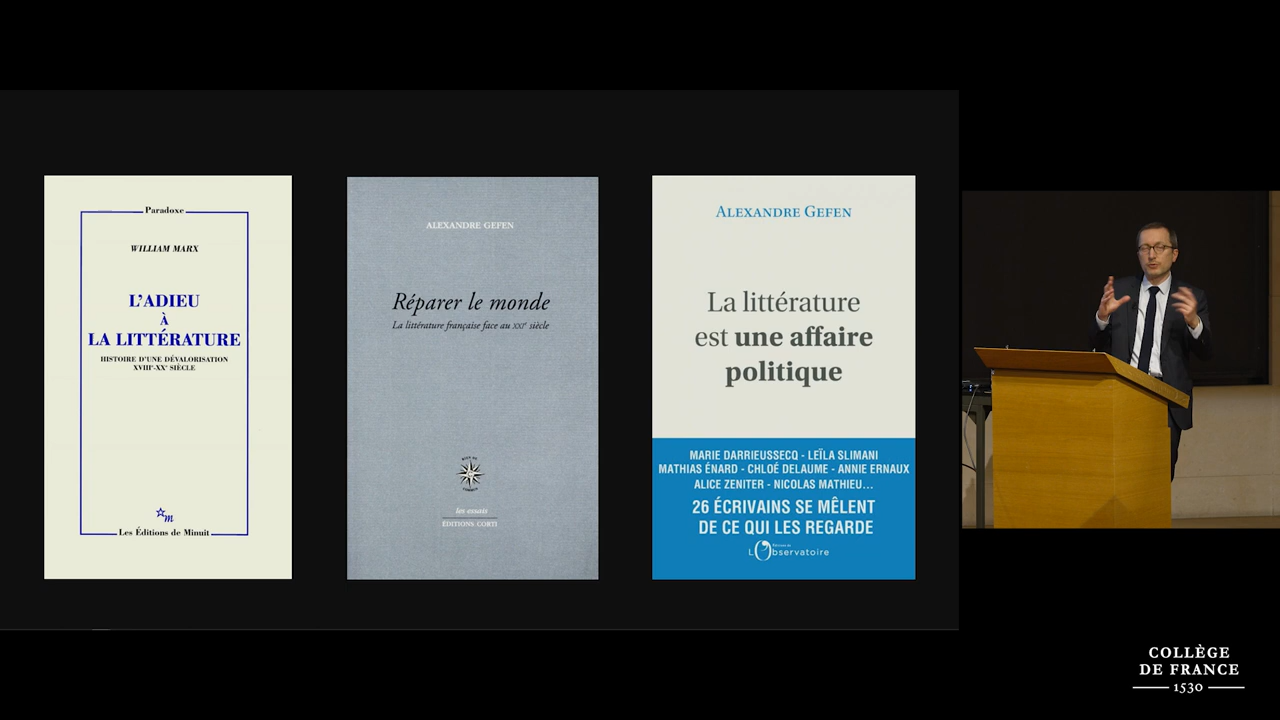 Paradoxe
WILLIAM MARX
L'ADIEU
À
LA LITTÉRATURE
HISTOIRE D'UNE DÉVALORISATION
XVIIIᵉ-XXᵉ SIÈCLE
m
Les Éditions de Minuit
ALEXANDRE GEFEN
Réparer le monde
La littérature française face au XXIᵉ siècle
les essais
ÉDITIONS CORTI
ALEXANDRE GEFEN
La littérature
est une affaire
politique
MARIE DARRIEUSSECQ - LEÏLA SLIMANI
MATHIAS ÉNARD - CHLOÉ DELAUME - ANNIE ERNAUX
ALICE ZENITER - NICOLAS MATHIEU...
26 ÉCRIVAINS SE MÊLENT
DE CE QUI LES REGARDE
Éditions de
L'Observatoire
COLLÈGE
DE FRANCE
1530